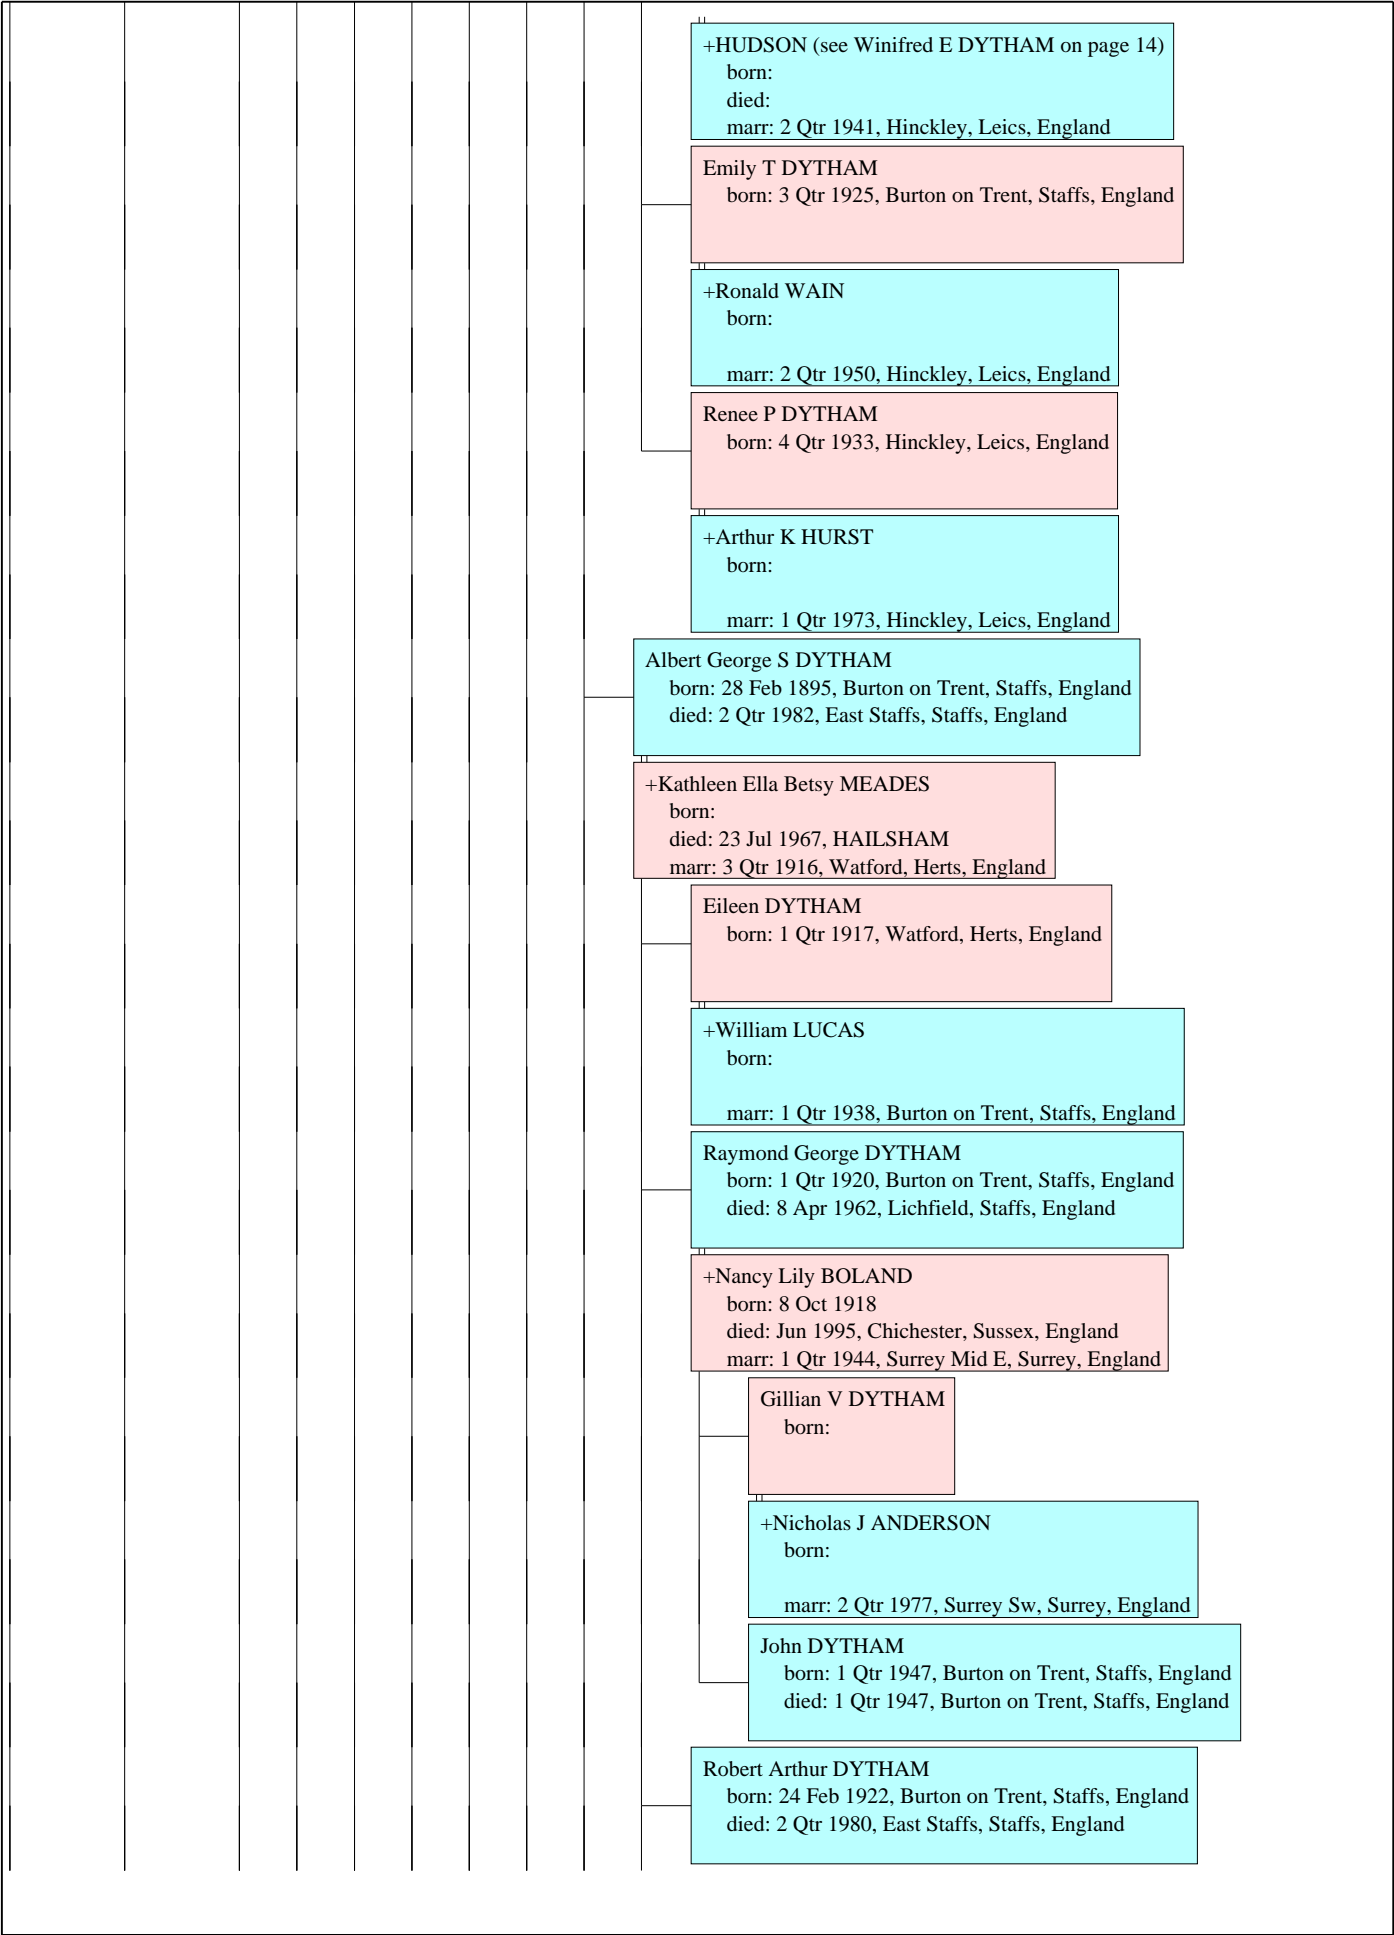 +HUDSON (see Winifred E DYTHAM on page 14)
born:
died:
marr: 2 Qtr 1941, Hinckley, Leics, England
Emily T DYTHAM
born: 3 Qtr 1925, Burton on Trent, Staffs, England
+Ronald WAIN
born:
marr: 2 Qtr 1950, Hinckley, Leics, England
Renee P DYTHAM
born: 4 Qtr 1933, Hinckley, Leics, England
+Arthur K HURST
born:
marr: 1 Qtr 1973, Hinckley, Leics, England
Albert George S DYTHAM
born: 28 Feb 1895, Burton on Trent, Staffs, England
died: 2 Qtr 1982, East Staffs, Staffs, England
+Kathleen Ella Betsy MEADES
born:
died: 23 Jul 1967, HAILSHAM
marr: 3 Qtr 1916, Watford, Herts, England
Eileen DYTHAM
born: 1 Qtr 1917, Watford, Herts, England
+William LUCAS
born:
marr: 1 Qtr 1938, Burton on Trent, Staffs, England
Raymond George DYTHAM
born: 1 Qtr 1920, Burton on Trent, Staffs, England
died: 8 Apr 1962, Lichfield, Staffs, England
+Nancy Lily BOLAND
born: 8 Oct 1918
died: Jun 1995, Chichester, Sussex, England
marr: 1 Qtr 1944, Surrey Mid E, Surrey, England
Gillian V DYTHAM
born:
+Nicholas J ANDERSON
born:
marr: 2 Qtr 1977, Surrey Sw, Surrey, England
John DYTHAM
born: 1 Qtr 1947, Burton on Trent, Staffs, England
died: 1 Qtr 1947, Burton on Trent, Staffs, England
Robert Arthur DYTHAM
born: 24 Feb 1922, Burton on Trent, Staffs, England
died: 2 Qtr 1980, East Staffs, Staffs, England